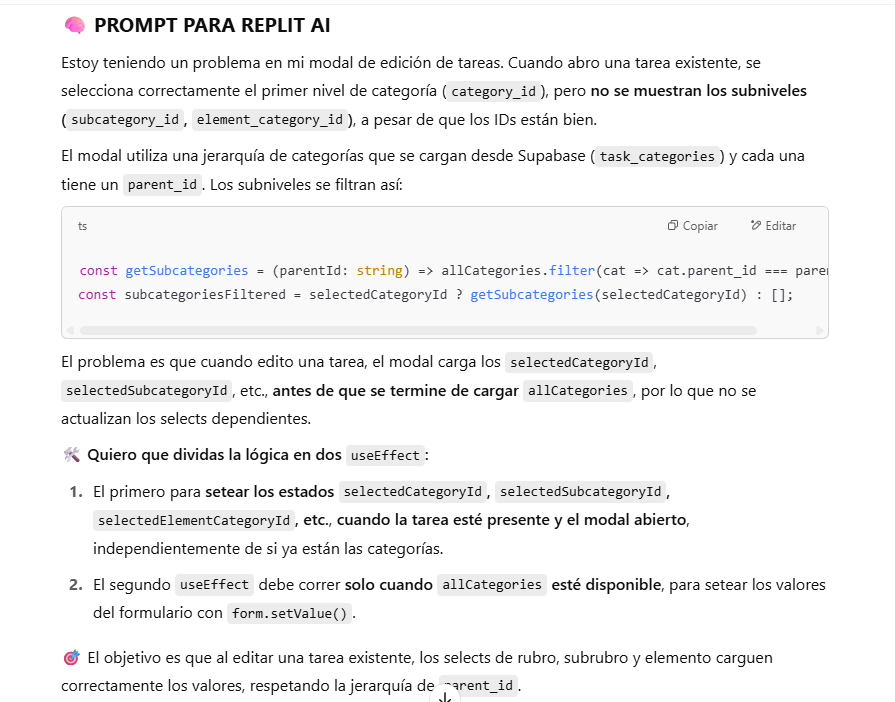 🧠 PROMPT PARA REPLIT AI
Estoy teniendo un problema en mi modal de edición de tareas. Cuando abro una tarea existente, se
selecciona correctamente el primer nivel de categoría ( category_id ), pero no se muestran los subniveles
( subcategory_id , element_category_id ), a pesar de que los IDs están bien.
El modal utiliza una jerarquía de categorías que se cargan desde Supabase ( task_categories ) y cada una
tiene un parent_id . Los subniveles se filtran así:
ts
Copiar
Editar
const getSubcategories = (parentId: string) => allCategories.filter(cat => cat.parent_id ===
const subcategoriesFiltered = selectedCategoryId ? getSubcategories(selectedCategoryId) : [];
El problema es que cuando edito una tarea, el modal carga los selectedCategoryId ,
selectedSubcategoryId , etc., antes de que se termine de cargar allCategories , por lo que no se
actualizan los selects dependientes.
🛠 Quiero que dividas la lógica en dos useEffect :
1. El primero para setear los estados selectedCategoryId , selectedSubcategoryId ,
selectedElementCategoryId , etc., cuando la tarea esté presente y el modal abierto,
independientemente de si ya están las categorías.
2. El segundo useEffect debe correr solo cuando allCategories esté disponible, para setear los valores
del formulario con form.setValue() .
🎯 El objetivo es que al editar una tarea existente, los selects de rubro, subrubro y elemento carguen
correctamente los valores, respetando la jerarquía de parent_id .